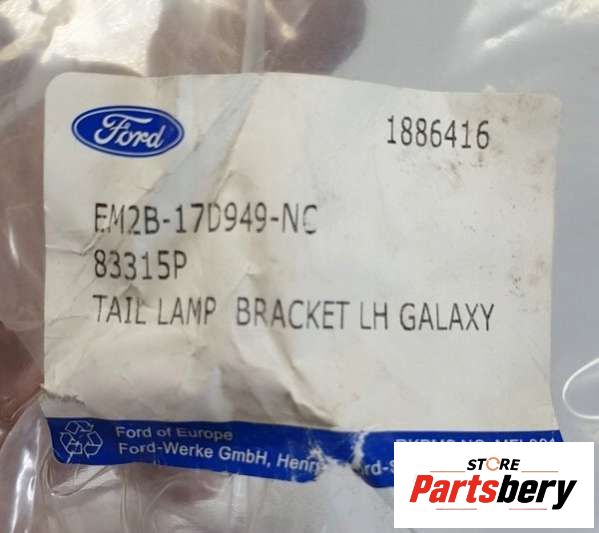 Ford
1886416
EM2B-17D949-NC
83315P
TAIL LAMP BRACKET LH GALAXY
Ford of Europe
Ford-Werke GmbH,
STORE
Partsbery